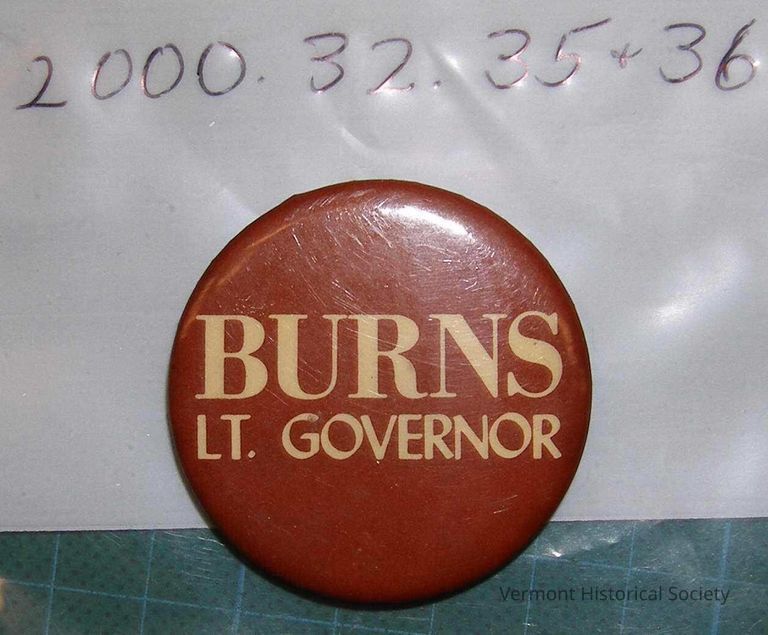 2000. 32. 35+36
BURNS
LT. GOVERNOR
Vermont Historical Society